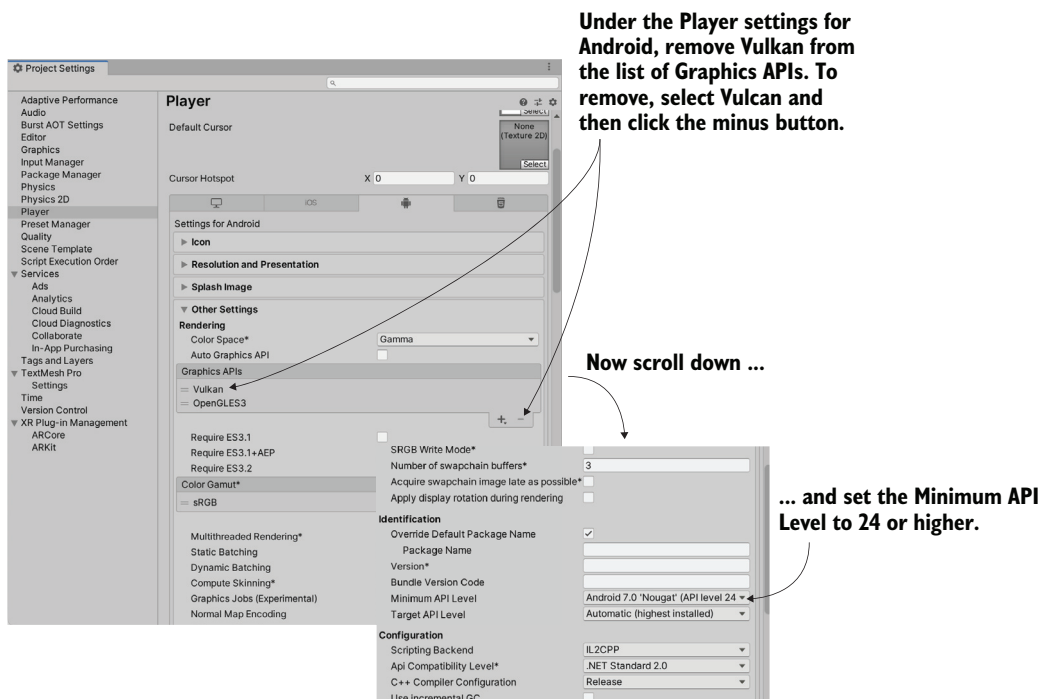 Under the Player settings for
Android, remove Vulkan from
the list of Graphics APIs. To
remove, select Vulcan and
then click the minus button.
Project Settings
Adaptive Performance
Audio
Burst AOT Settings
Editor
Graphics
Input Manager
Package Manager
Physics
Physics 2D
Player
Preset Manager
Quality
Scene Template
Script Execution Order
Services
Ads
Analytics
Cloud Build
Cloud Diagnostics
Collaborate
In-App Purchasing
Tags and Layers
TextMesh Pro
Settings
Time
Version Control
XR Plug-in Management
ARCore
ARKit
Player
Select
Default Cursor
None
(Texture 2D)
Select
Cursor Hotspot X 0 Y 0
iOS
Settings for Android
Icon
Resolution and Presentation
Splash Image
Other Settings
Rendering
Color Space* Gamma
Auto Graphics API
Graphics APIs
= Vulkan
= OpenGLES3
+ -
Require ES3.1
Require ES3.1+AEP
Require ES3.2
Color Gamut*
= sRGB
Multithreaded Rendering*
Static Batching
Dynamic Batching
Compute Skinning*
Graphics Jobs (Experimental)
Normal Map Encoding
Now scroll down ...
SRGB Write Mode*
Number of swapchain buffers* 3
Acquire swapchain image late as possible*
Apply display rotation during rendering
Identification
Override Default Package Name
Package Name
Version*
Bundle Version Code
Minimum API Level Android 7.0 'Nougat' (API level 24
Target API Level Automatic (highest installed)
Configuration
Scripting Backend IL2CPP
Api Compatibility Level* .NET Standard 2.0
C++ Compiler Configuration Release
Use incremental GC
... and set the Minimum API
Level to 24 or higher.